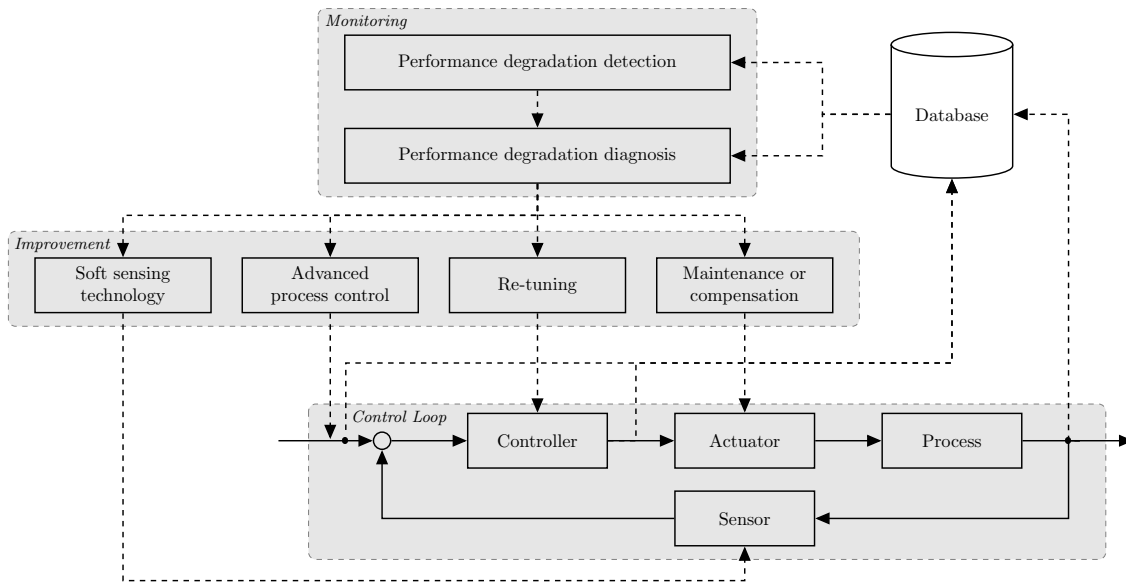 Monitoring
Performance degradation detection
Database
Performance degradation diagnosis
Improvement
Soft sensing
technology
Advanced
process control
Re-tuning
Maintenance or
compensation
Control Loop
Controller
Actuator
Process
Sensor